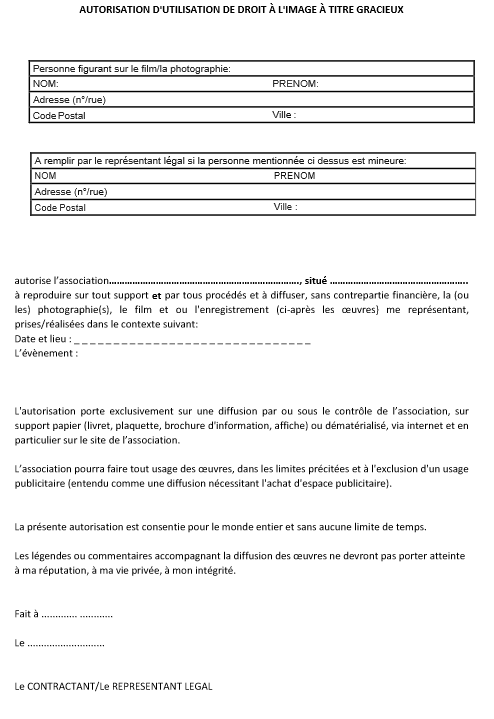 AUTORISATION D'UTILISATION DE DROIT À L'IMAGE À TITRE GRACIEUX
Personne figurant sur le film/la photographie:
NOM: PRENOM:
Adresse (n°/rue)
Code Postal Ville :
A remplir par le représentant légal si la personne mentionnée ci dessus est mineure:
NOM PRENOM
Adresse (n°/rue)
Code Postal Ville :
autorise l'association……………………………………………………………, situé ……………………………………………
à reproduire sur tout support et par tous procédés et à diffuser, sans contrepartie financière, la (ou
les) photographie(s), le film et ou l'enregistrement (ci-après les œuvres) me représentant,
prises/réalisées dans le contexte suivant:
Date et lieu : _ _ _ _ _ _ _ _ _ _ _ _ _ _ _ _ _ _ _ _ _ _ _ _ _ _ _ _ _ _
L'évènement :
L'autorisation porte exclusivement sur une diffusion par ou sous le contrôle de l'association, sur
support papier (livret, plaquette, brochure d'information, affiche) ou dématérialisé, via internet et en
particulier sur le site de l'association.
L'association pourra faire tout usage des œuvres, dans les limites précitées et à l'exclusion d'un usage
publicitaire (entendu comme une diffusion nécessitant l'achat d'espace publicitaire).
La présente autorisation est consentie pour le monde entier et sans aucune limite de temps.
Les légendes ou commentaires accompagnant la diffusion des œuvres ne devront pas porter atteinte
à ma réputation, à ma vie privée, à mon intégrité.
Fait à ............. ............
Le ............................
Le CONTRACTANT/Le REPRESENTANT LEGAL